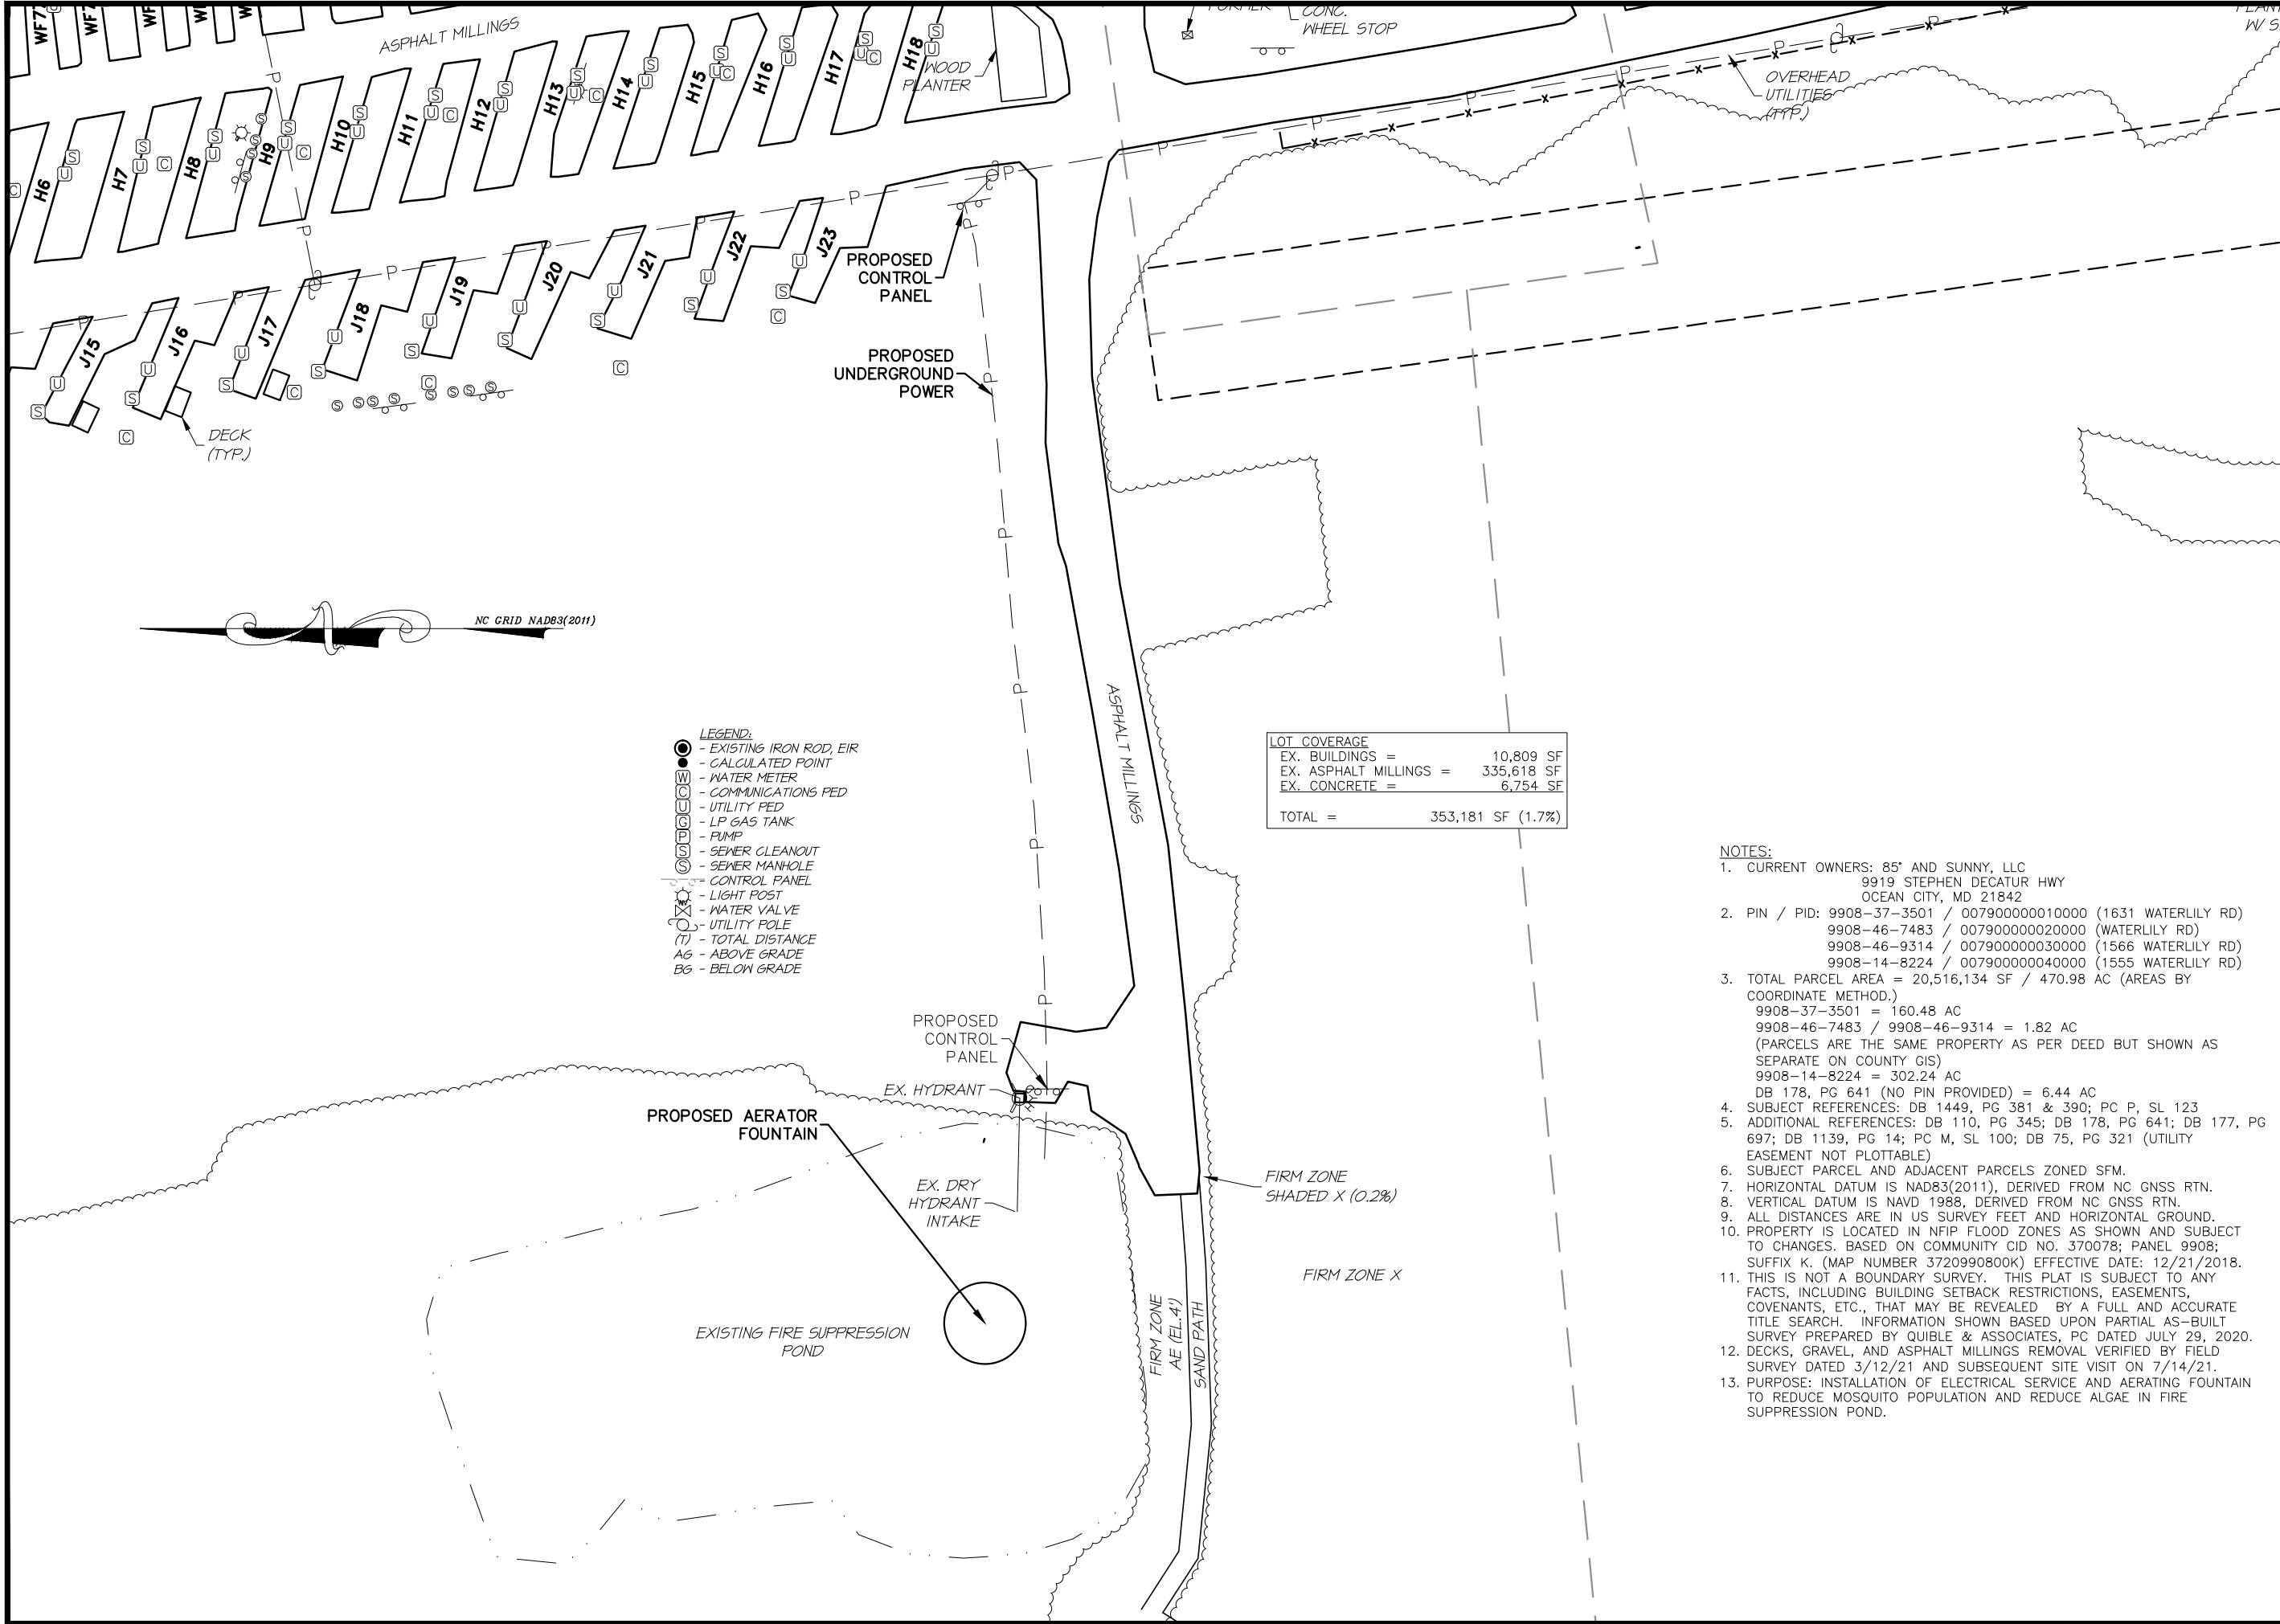 ASPHALT MILLINGS
CONC.
WHEEL STOP
WOOD
PLANTER
OVERHEAD
UTILITIES
(TYP.)
H6
H7
H8
H9
H10
H11
H12
H13
H14
H15
H16
H17
H18
J15
J16
J17
J18
J19
J20
J21
J22
J23
PROPOSED
CONTROL
PANEL
PROPOSED
UNDERGROUND
POWER
DECK
(TYP.)
NC GRID NAD83(2011)
ASPHALT MILLINGS
LEGEND:
- EXISTING IRON ROD, EIR
- CALCULATED POINT
W - WATER METER
C - COMMUNICATIONS PED
U - UTILITY PED
G - LP GAS TANK
P - PUMP
S - SEWER CLEANOUT
S - SEWER MANHOLE
- CONTROL PANEL
- LIGHT POST
WV - WATER VALVE
- UTILITY POLE
(T) - TOTAL DISTANCE
AG - ABOVE GRADE
BG - BELOW GRADE
LOT COVERAGE
EX. BUILDINGS = 10,809 SF
EX. ASPHALT MILLINGS = 335,618 SF
EX. CONCRETE = 6,754 SF
TOTAL = 353,181 SF (1.7%)
PROPOSED
CONTROL
PANEL
EX. HYDRANT
HYD
PROPOSED AERATOR
FOUNTAIN
EX. DRY
HYDRANT
INTAKE
EXISTING FIRE SUPPRESSION
POND
FIRM ZONE
SHADED X (0.2%)
FIRM ZONE X
FIRM ZONE
AE (EL.4')
SAND PATH
NOTES:
1. CURRENT OWNERS: 85° AND SUNNY, LLC
9919 STEPHEN DECATUR HWY
OCEAN CITY, MD 21842
2. PIN / PID: 9908-37-3501 / 007900000010000 (1631 WATERLILY RD)
9908-46-7483 / 007900000020000 (WATERLILY RD)
9908-46-9314 / 007900000030000 (1566 WATERLILY RD)
9908-14-8224 / 007900000040000 (1555 WATERLILY RD)
3. TOTAL PARCEL AREA = 20,516,134 SF / 470.98 AC (AREAS BY
COORDINATE METHOD.)
9908-37-3501 = 160.48 AC
9908-46-7483 / 9908-46-9314 = 1.82 AC
(PARCELS ARE THE SAME PROPERTY AS PER DEED BUT SHOWN AS
SEPARATE ON COUNTY GIS)
9908-14-8224 = 302.24 AC
DB 178, PG 641 (NO PIN PROVIDED) = 6.44 AC
4. SUBJECT REFERENCES: DB 1449, PG 381 & 390; PC P, SL 123
5. ADDITIONAL REFERENCES: DB 110, PG 345; DB 178, PG 641; DB 177, PG
697; DB 1139, PG 14; PC M, SL 100; DB 75, PG 321 (UTILITY
EASEMENT NOT PLOTTABLE)
6. SUBJECT PARCEL AND ADJACENT PARCELS ZONED SFM.
7. HORIZONTAL DATUM IS NAD83(2011), DERIVED FROM NC GNSS RTN.
8. VERTICAL DATUM IS NAVD 1988, DERIVED FROM NC GNSS RTN.
9. ALL DISTANCES ARE IN US SURVEY FEET AND HORIZONTAL GROUND.
10. PROPERTY IS LOCATED IN NFIP FLOOD ZONES AS SHOWN AND SUBJECT
TO CHANGES. BASED ON COMMUNITY CID NO. 370078; PANEL 9908;
SUFFIX K. (MAP NUMBER 3720990800K) EFFECTIVE DATE: 12/21/2018.
11. THIS IS NOT A BOUNDARY SURVEY. THIS PLAT IS SUBJECT TO ANY
FACTS, INCLUDING BUILDING SETBACK RESTRICTIONS, EASEMENTS,
COVENANTS, ETC., THAT MAY BE REVEALED BY A FULL AND ACCURATE
TITLE SEARCH. INFORMATION SHOWN BASED UPON PARTIAL AS-BUILT
SURVEY PREPARED BY QUIBLE & ASSOCIATES, PC DATED JULY 29, 2020.
12. DECKS, GRAVEL, AND ASPHALT MILLINGS REMOVAL VERIFIED BY FIELD
SURVEY DATED 3/12/21 AND SUBSEQUENT SITE VISIT ON 7/14/21.
13. PURPOSE: INSTALLATION OF ELECTRICAL SERVICE AND AERATING FOUNTAIN
TO REDUCE MOSQUITO POPULATION AND REDUCE ALGAE IN FIRE
SUPPRESSION POND.